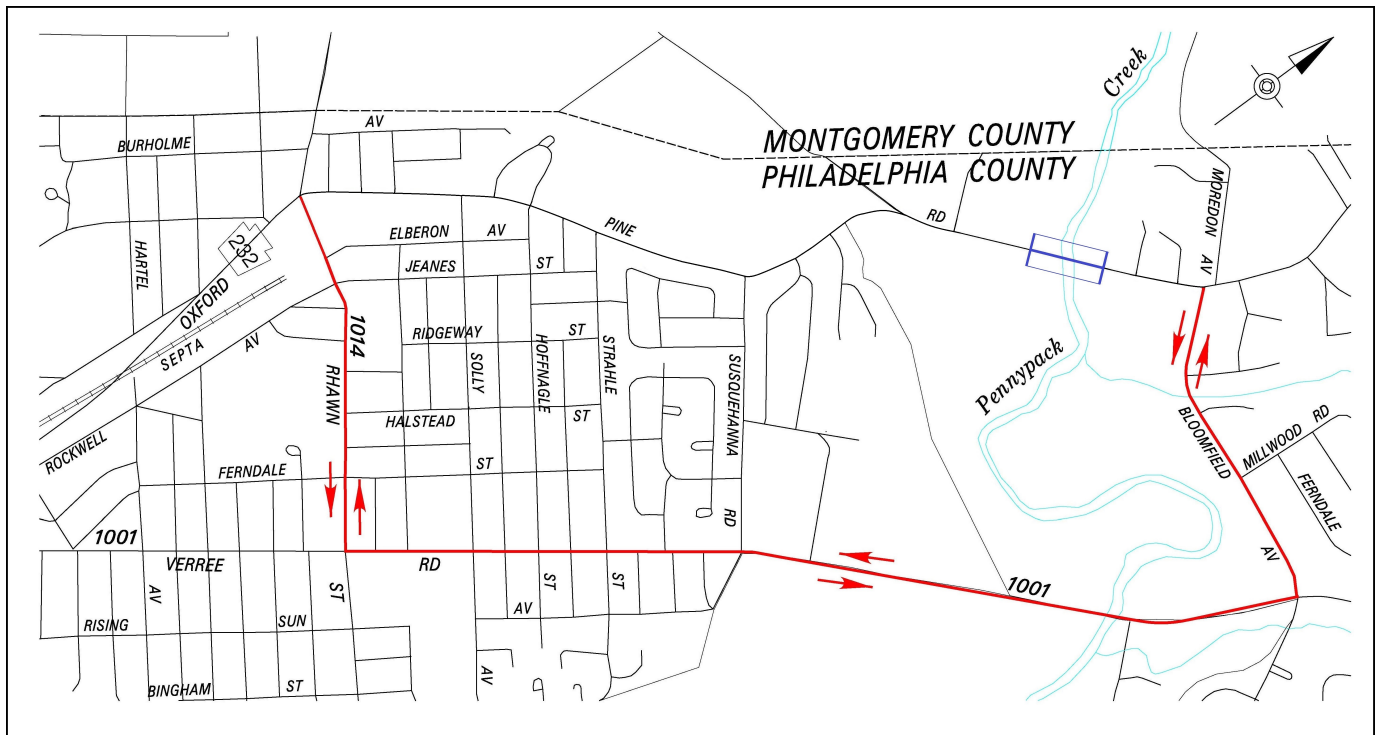 Creek
AV
BURHOLME
MONTGOMERY COUNTY
PHILADELPHIA COUNTY
MOREDON AV
RD
PINE
ELBERON AV
HARTEL
232
JEANES ST
OXFORD
SEPTA
AV
1014
RIDGEWAY ST
SOLLY
HOFFNAGLE
STRAHLE
SUSQUEHANNA
Pennypack
RHAWN
HALSTEAD ST
BLOOMFIELD
MILLWOOD RD
ROCKWELL
FERNDALE ST
FERNDALE
RD
1001
VERREE RD
AV
1001
AV
ST
ST
ST
AV
RISING SUN
BINGHAM ST
AV